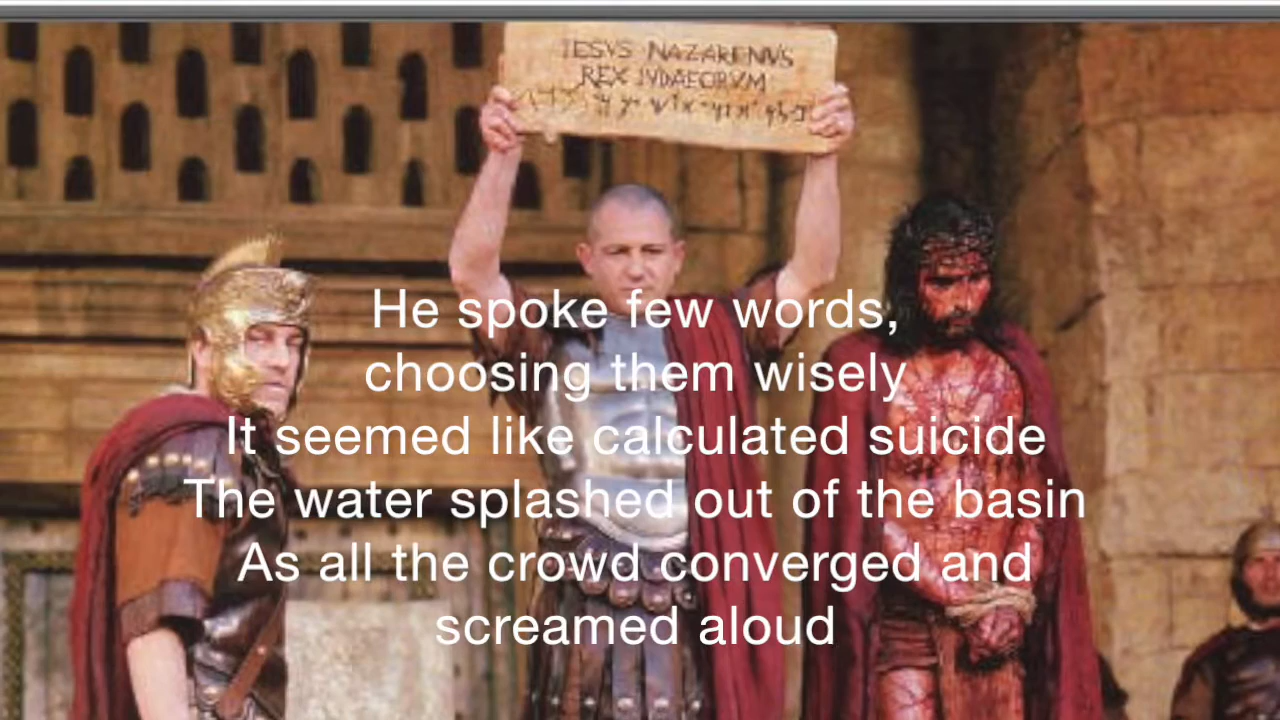 IESVS NAZARENVS
REX IVDAEORVM
He spoke few words,
choosing them wisely
It seemed like calculated suicide
The water splashed out of the basin
As all the crowd converged and
screamed aloud